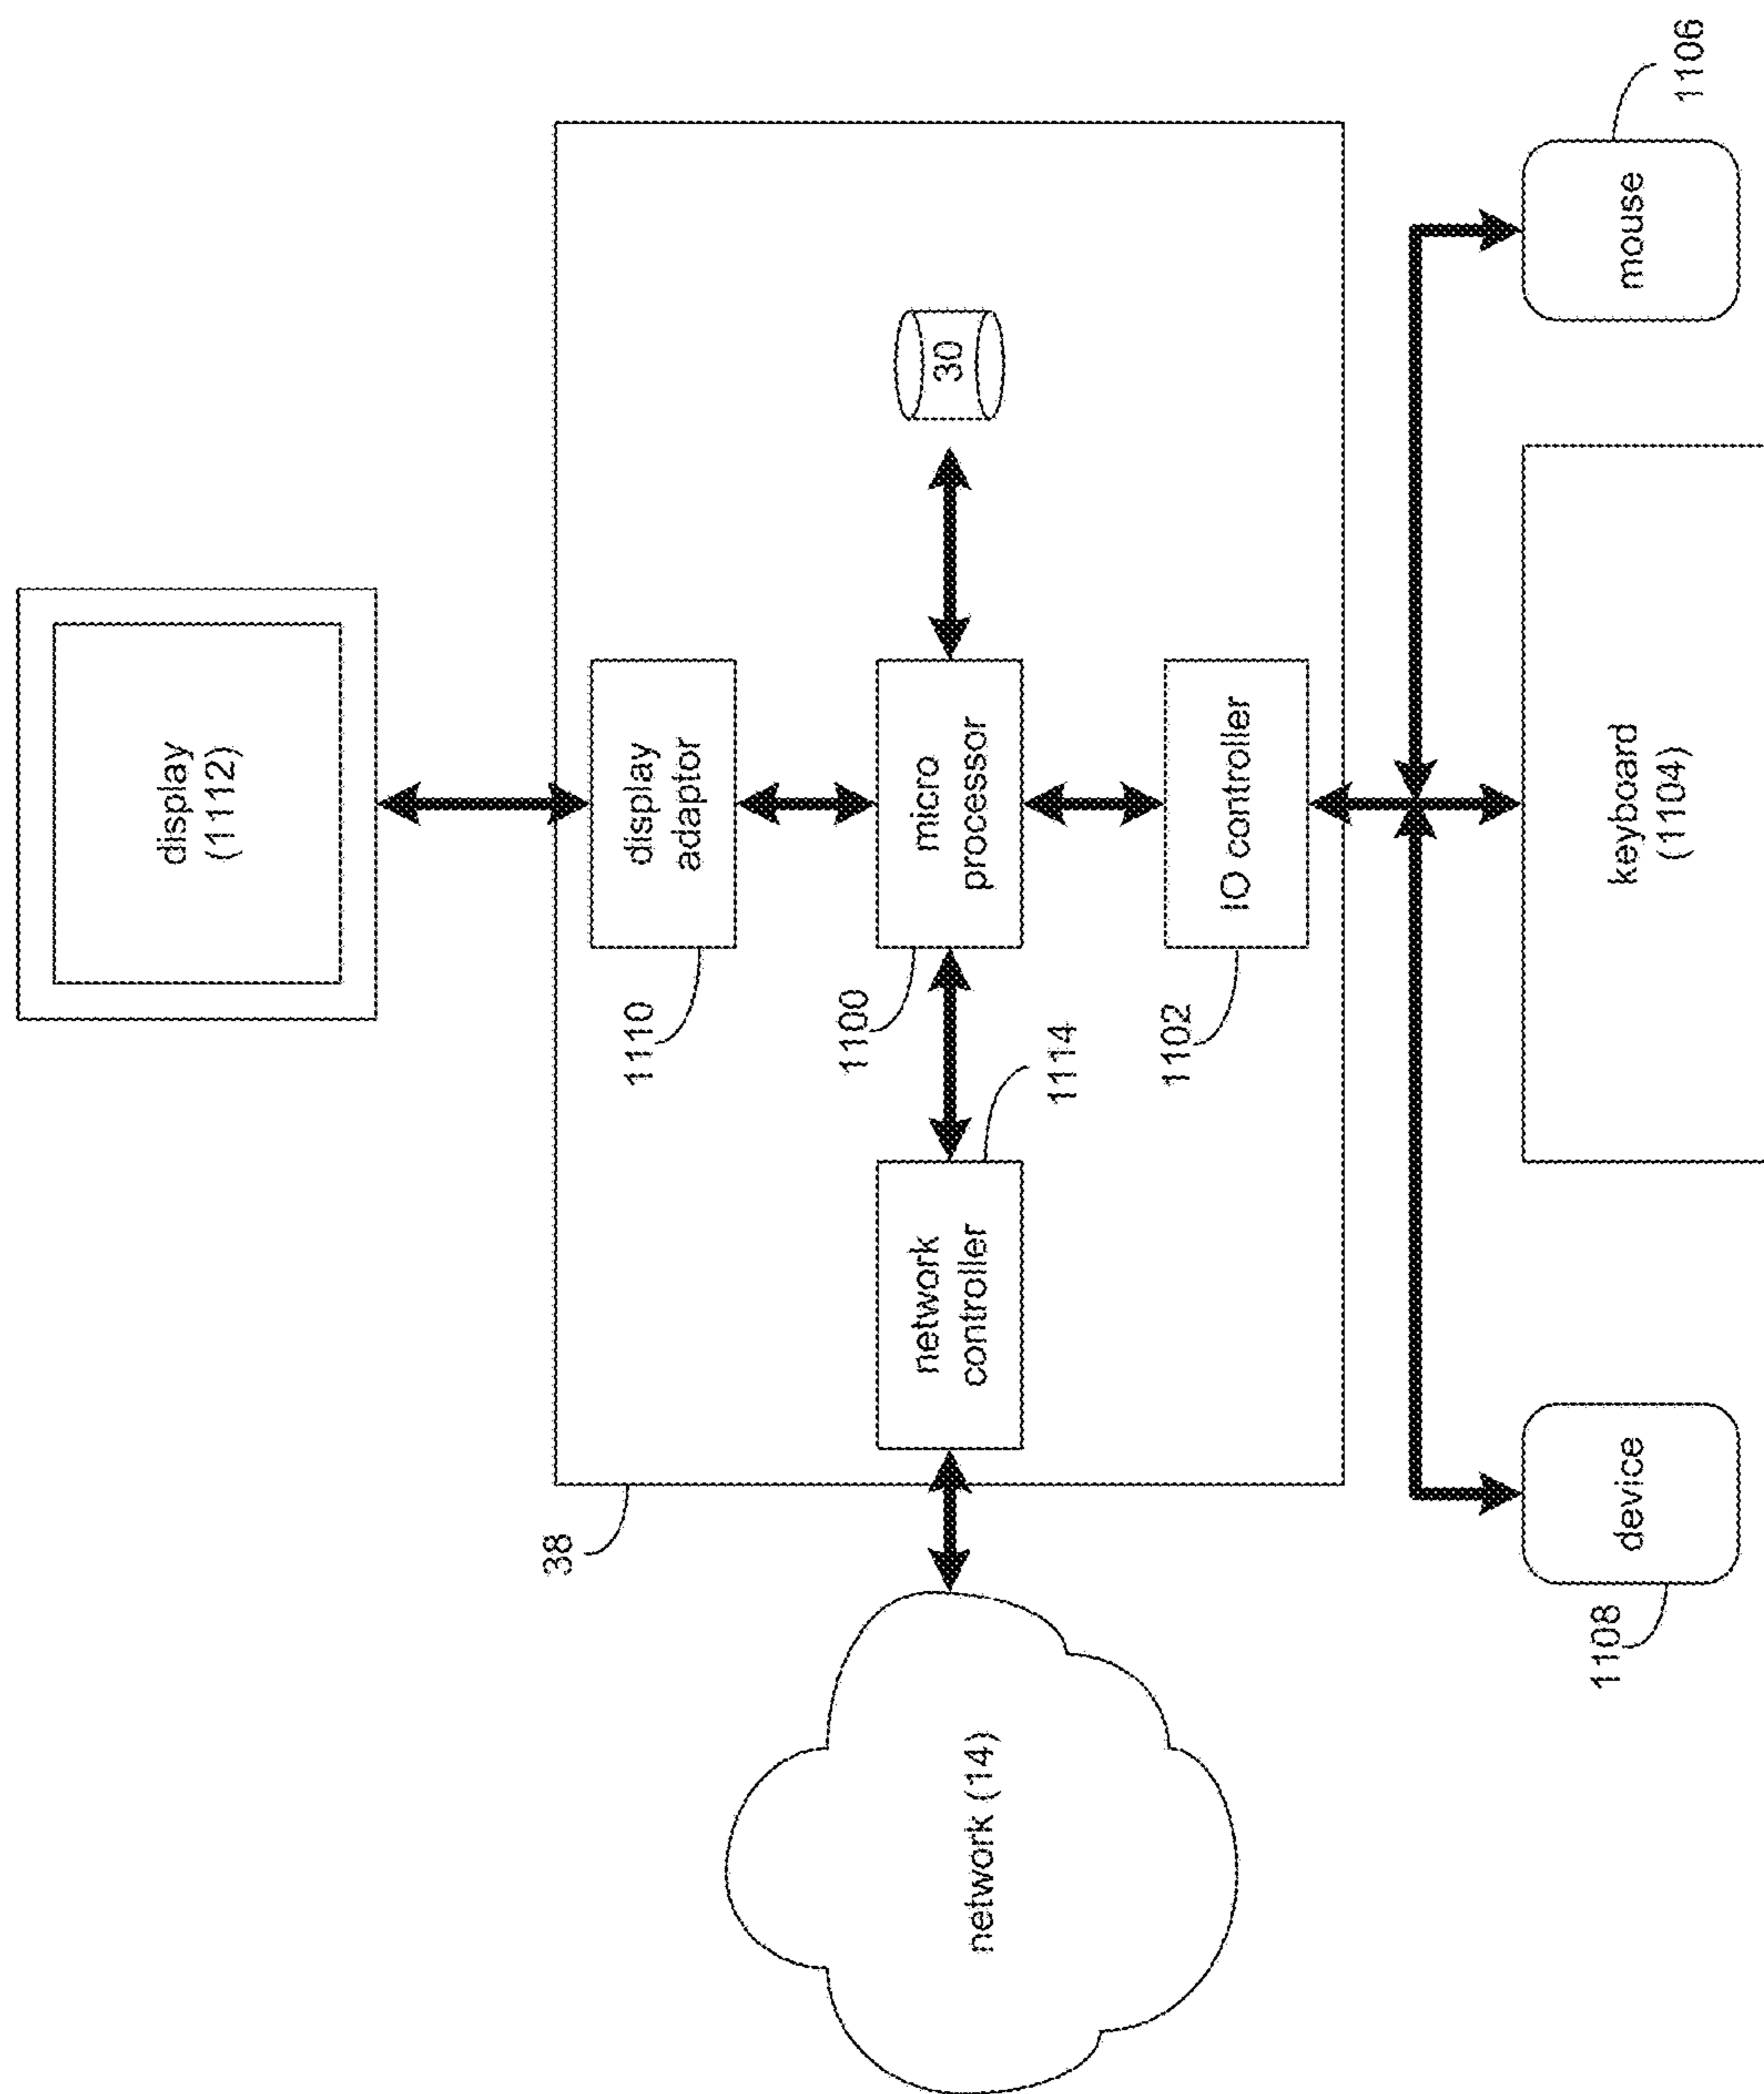 display
(1112)
display
adaptor
1110
micro
processor
1100
30
network
controller
1114
IO controller
1102
38
network (14)
keyboard
(1104)
mouse
1106
device
1108